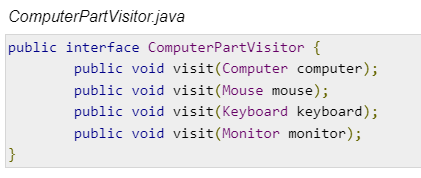 ComputerPartVisitor.java
public interface ComputerPartVisitor {
public void visit(Computer computer);
public void visit(Mouse mouse);
public void visit(Keyboard keyboard);
public void visit(Monitor monitor);
}